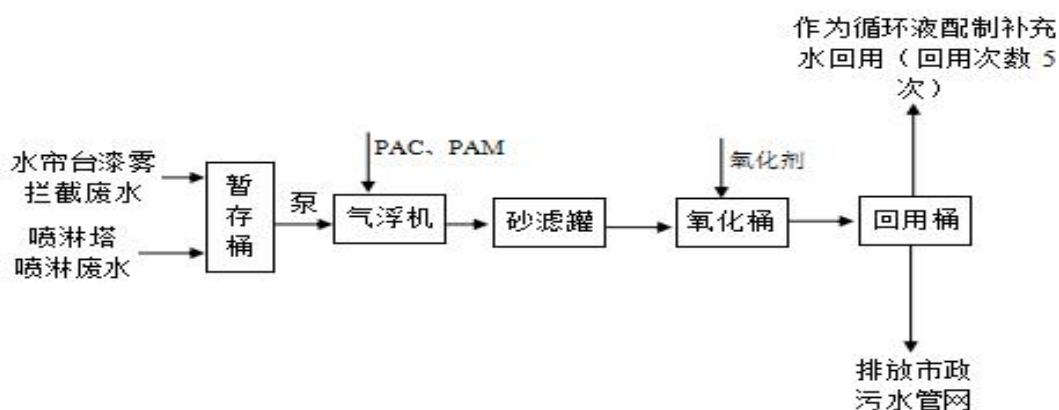 作为循环液配制补充
水回用（回用次数 5
次）
PAC、PAM
氧化剂
水帘台漆雾
拦截废水
喷淋塔
喷淋废水
暂
存
桶
泵
气浮机
砂滤罐
氧化桶
回用桶
排放市政
污水管网